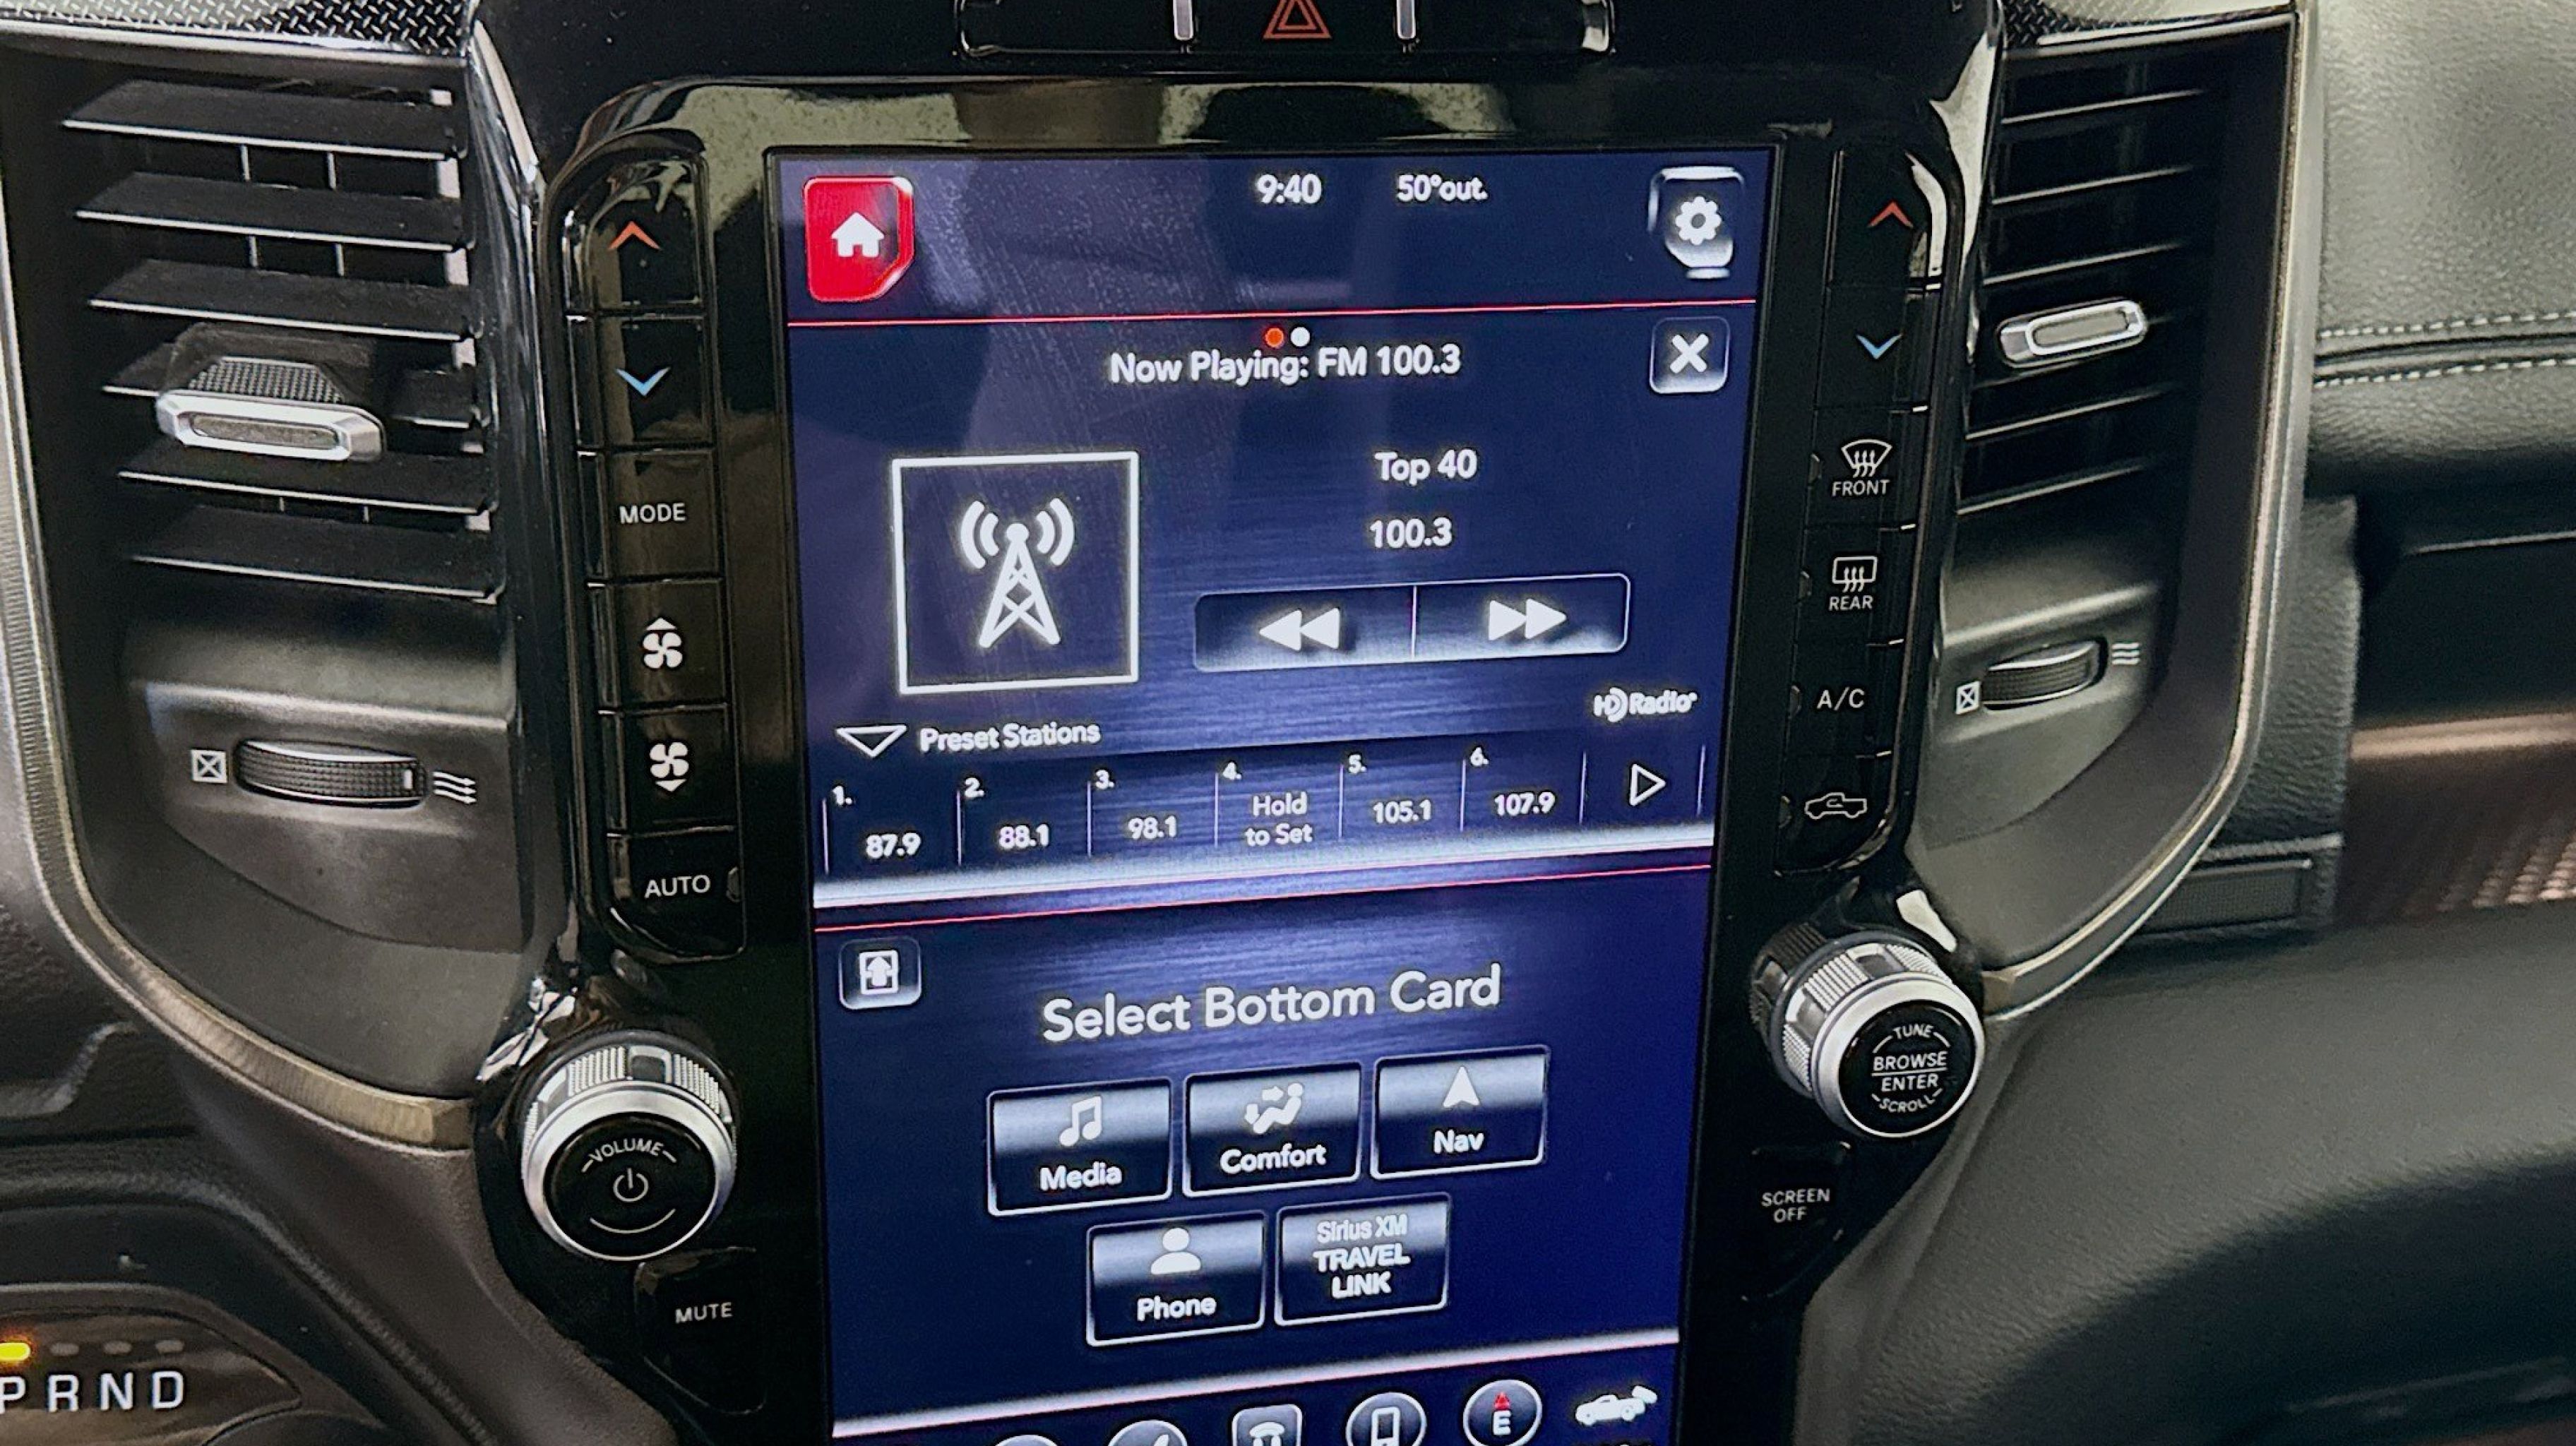 9:40 50°out.
Now Playing: FM 100.3
Top 40
100.3
HD Radio
Preset Stations
1. 2. 3. 4. 5. 6.
87.9 88.1 98.1 Hold to Set 105.1 107.9
Select Bottom Card
Media Comfort Nav
Phone Sirius XM TRAVEL LINK
E
MODE
AUTO
VOLUME
MUTE
P R N D
FRONT
REAR
A/C
TUNE
BROWSE
ENTER
SCROLL
SCREEN
OFF